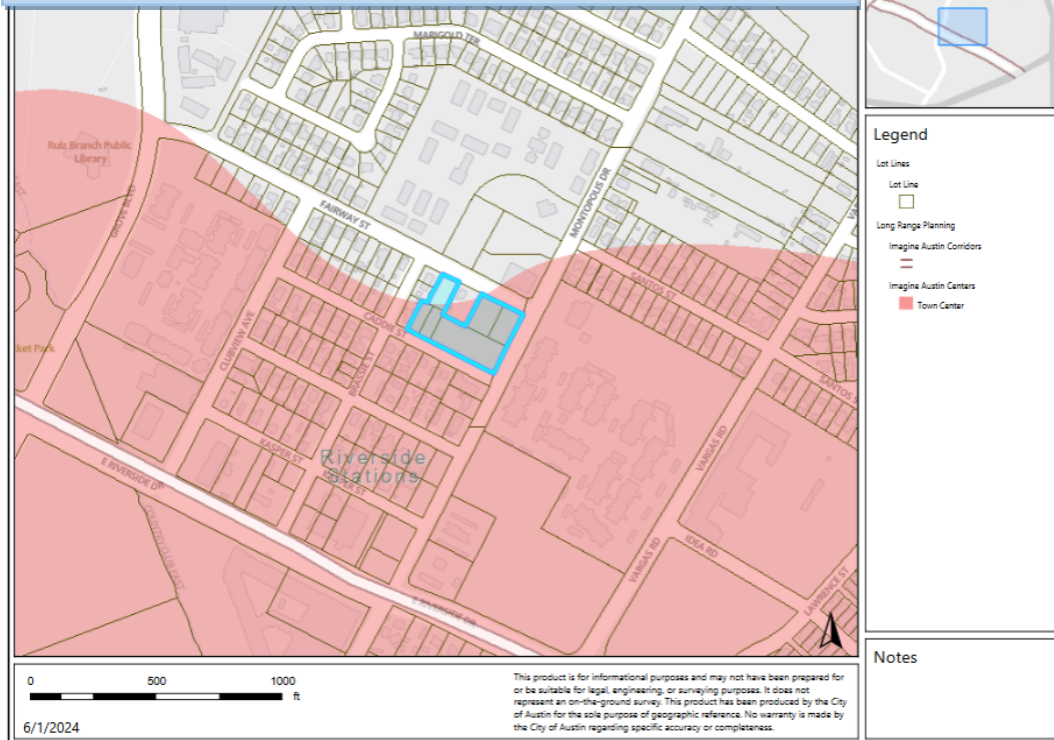 MARIGOLD TER
Ruiz Branch Public
Library
GROVE BLVD
FAIRWAY ST
MONTOPOLIS DR
SANTOS ST
CADDIE ST
CLUBVIEW AVE
BRASSIE ST
KASPER ST
Riverside
Stations
E RIVERSIDE DR
COUNTRY CLUB
E RIVERSIDE DR
VARGAS RD
VARGAS RD
IDEA RD
LAWRENCE ST
SANTOS S
ket Park
Legend
Lot Lines
Lot Line
Long Range Planning
Imagine Austin Corridors
Imagine Austin Centers
Town Center
Notes
0 500 1000
ft
6/1/2024
This product is for informational purposes and may not have been prepared for
or be suitable for legal, engineering, or surveying purposes. It does not
represent an on-the-ground survey. This product has been produced by the City
of Austin for the sole purpose of geographic reference. No warranty is made by
the City of Austin regarding specific accuracy or completeness.